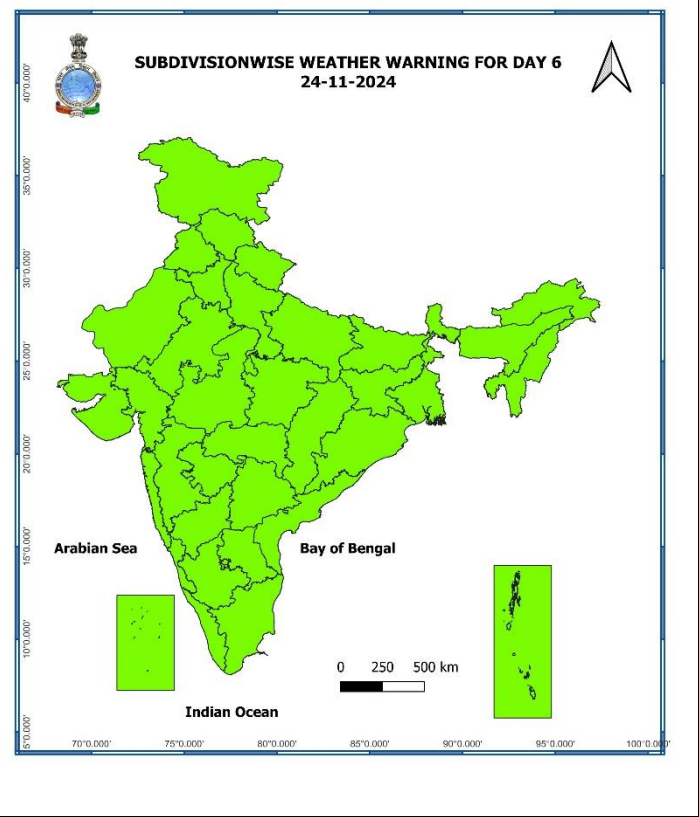 SUBDIVISIONWISE WEATHER WARNING FOR DAY 6
24-11-2024
40°0.000'
35°0.000'
30°0.000'
25°0.000'
20°0.000'
15°0.000'
10°0.000'
5°0.000'
Arabian Sea
Bay of Bengal
0 250 500 km
Indian Ocean
70°0.000' 75°0.000' 80°0.000' 85°0.000' 90°0.000' 95°0.000' 100°0.000'